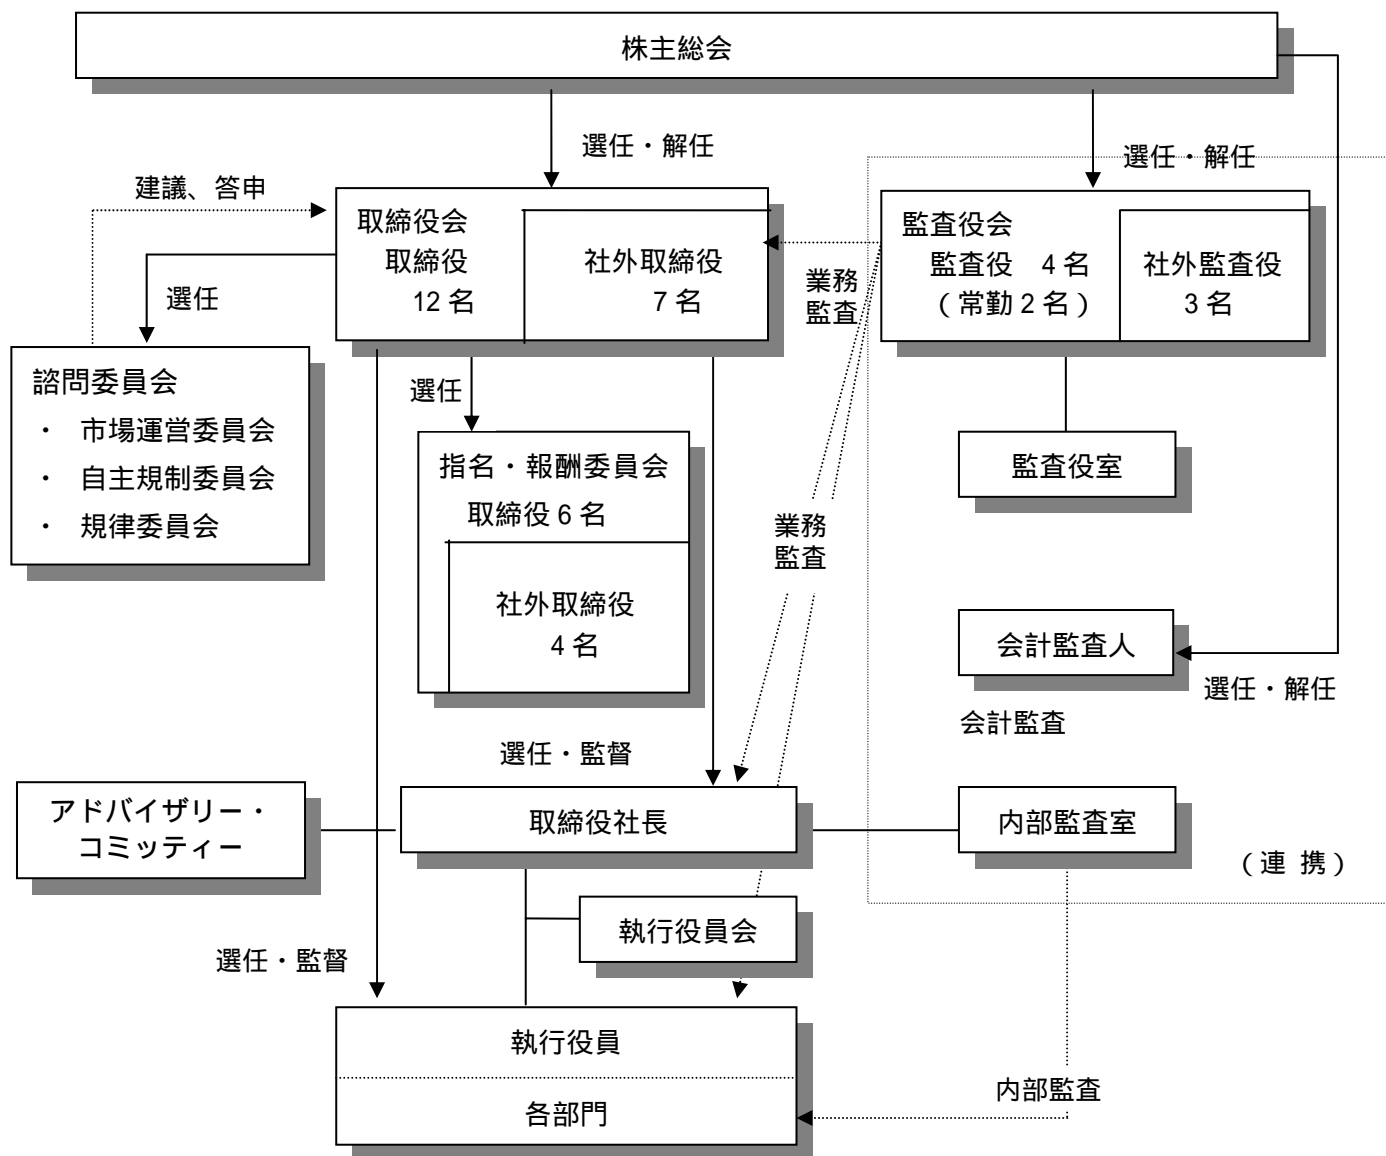 株主総会
選任・解任
選任・解任
建議、答申
取締役会
取締役
12 名
社外取締役
7 名
監査役会
監査役 4 名
（常勤 2 名）
社外監査役
3 名
業務
監査
選任
諮問委員会
・ 市場運営委員会
・ 自主規制委員会
・ 規律委員会
選任
指名・報酬委員会
取締役 6 名
社外取締役
4 名
監査役室
業務
監査
会計監査人
選任・解任
会計監査
選任・監督
アドバイザリー・
コミッティー
取締役社長
内部監査室
（連 携）
執行役員会
選任・監督
執行役員
各部門
内部監査